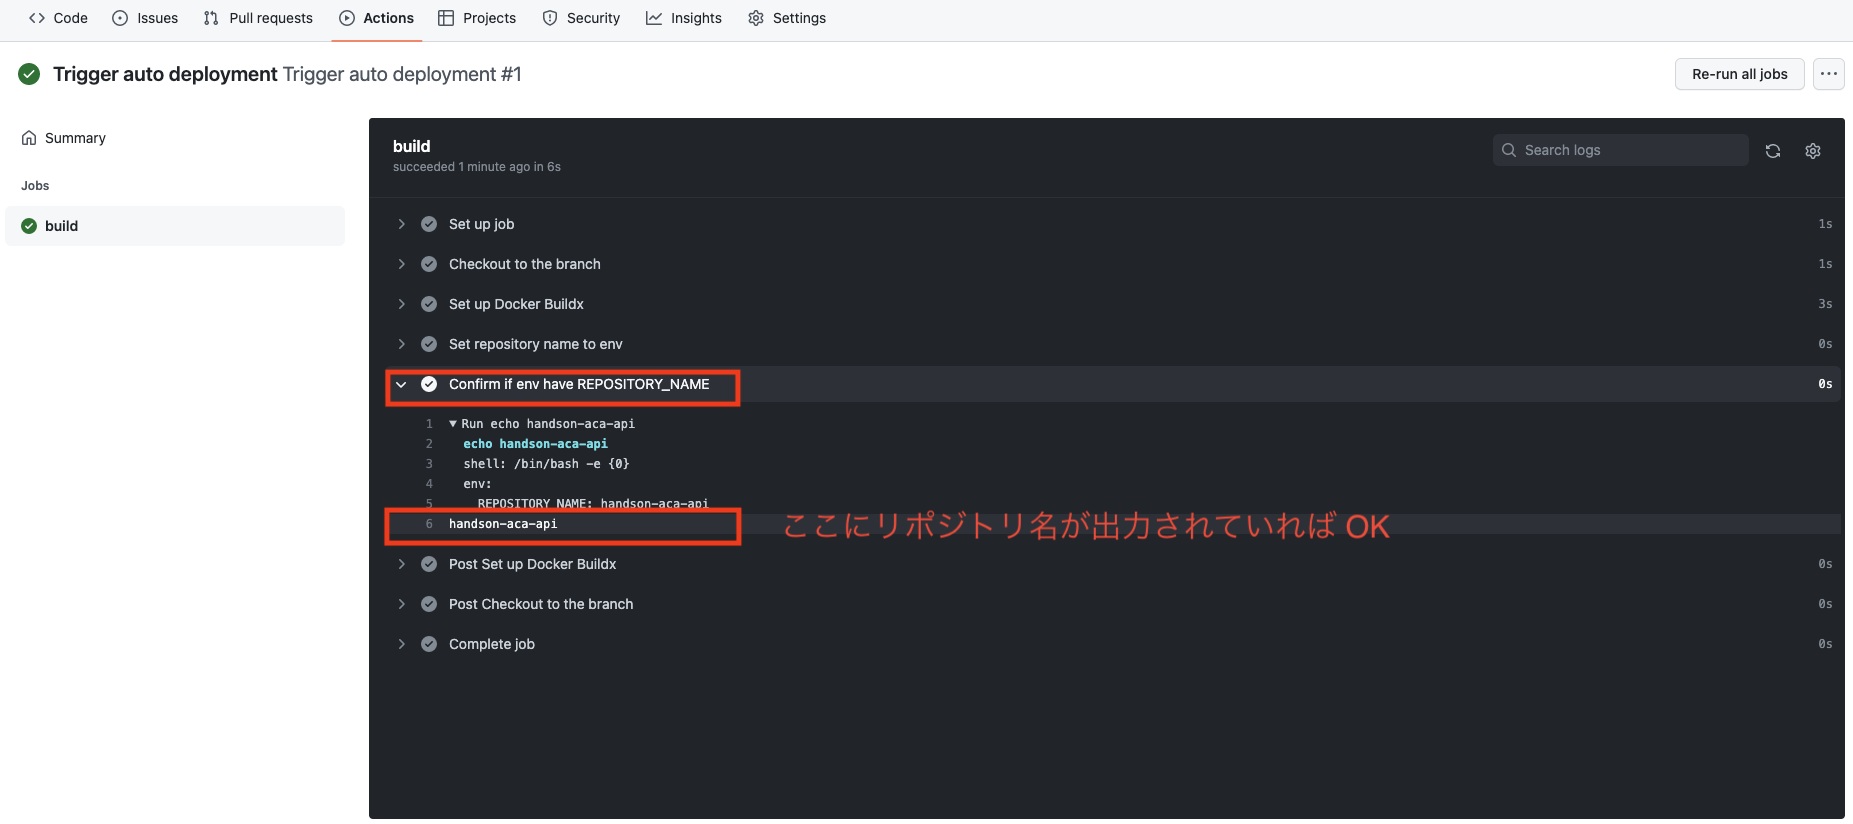 Code Issues Pull requests Actions Projects Security Insights Settings
Trigger auto deployment Trigger auto deployment #1
Re-run all jobs
Summary
Jobs
build
build
succeeded 1 minute ago in 6s
Search logs
Set up job 1s
Checkout to the branch 1s
Set up Docker Buildx 3s
Set repository name to env 0s
Confirm if env have REPOSITORY_NAME 0s
1 ▼ Run echo handson-aca-api
2 echo handson-aca-api
3 shell: /bin/bash -e {0}
4 env:
5 REPOSITORY_NAME: handson-aca-api
6 handson-aca-api
ここにリポジトリ名が出力されていれば OK
Post Set up Docker Buildx 0s
Post Checkout to the branch 0s
Complete job 0s